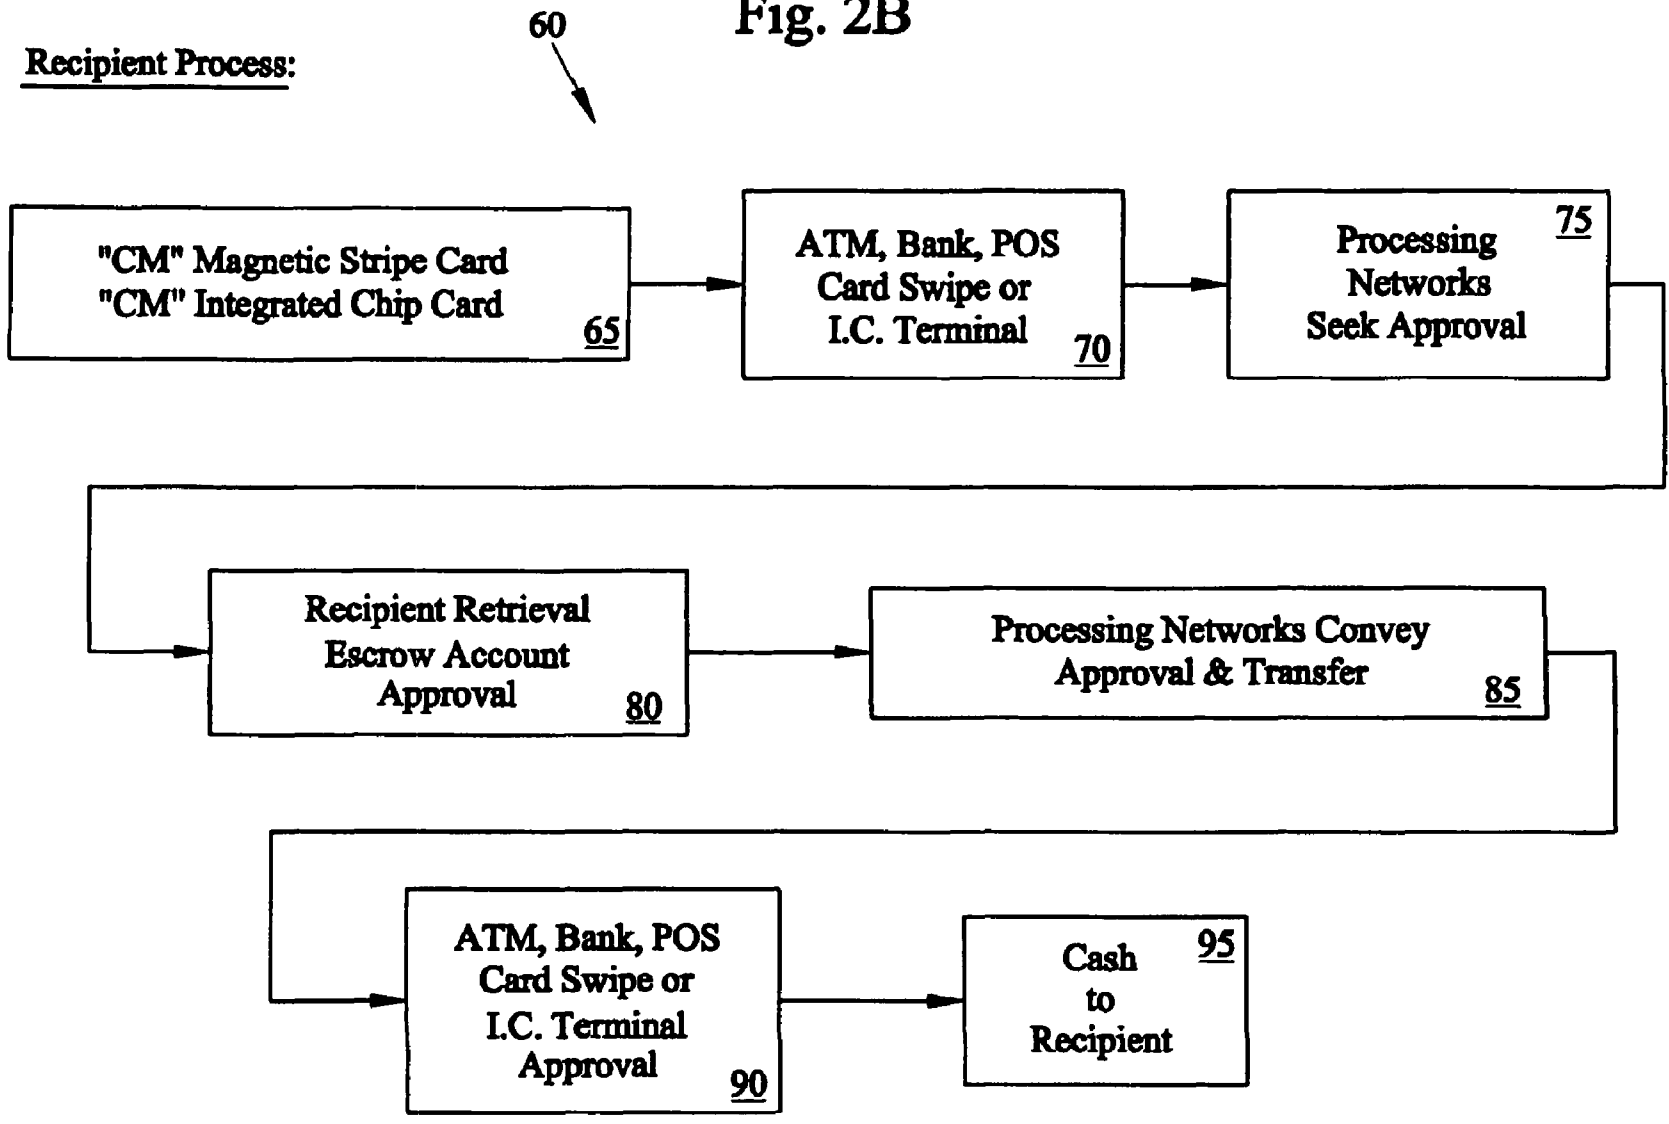 Fig. 2B
60
Recipient Process:
"CM" Magnetic Stripe Card
"CM" Integrated Chip Card
65
ATM, Bank, POS
Card Swipe or
I.C. Terminal
70
75
Processing
Networks
Seek Approval
Recipient Retrieval
Escrow Account
Approval
80
Processing Networks Convey
Approval & Transfer
85
ATM, Bank, POS
Card Swipe or
I.C. Terminal
Approval
90
95
Cash
to
Recipient